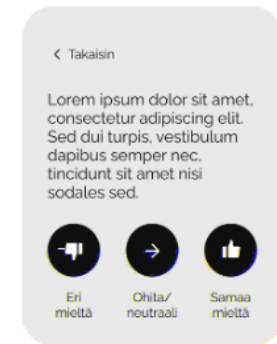 Takaisin
Lorem ipsum dolor sit amet,
consectetur adipiscing elit.
Sed dui turpis, vestibulum
dapibus semper nec,
tincidunt sit amet nisi
sodales sed.
Eri mieltä
Ohita/ neutraali
Samaa mieltä